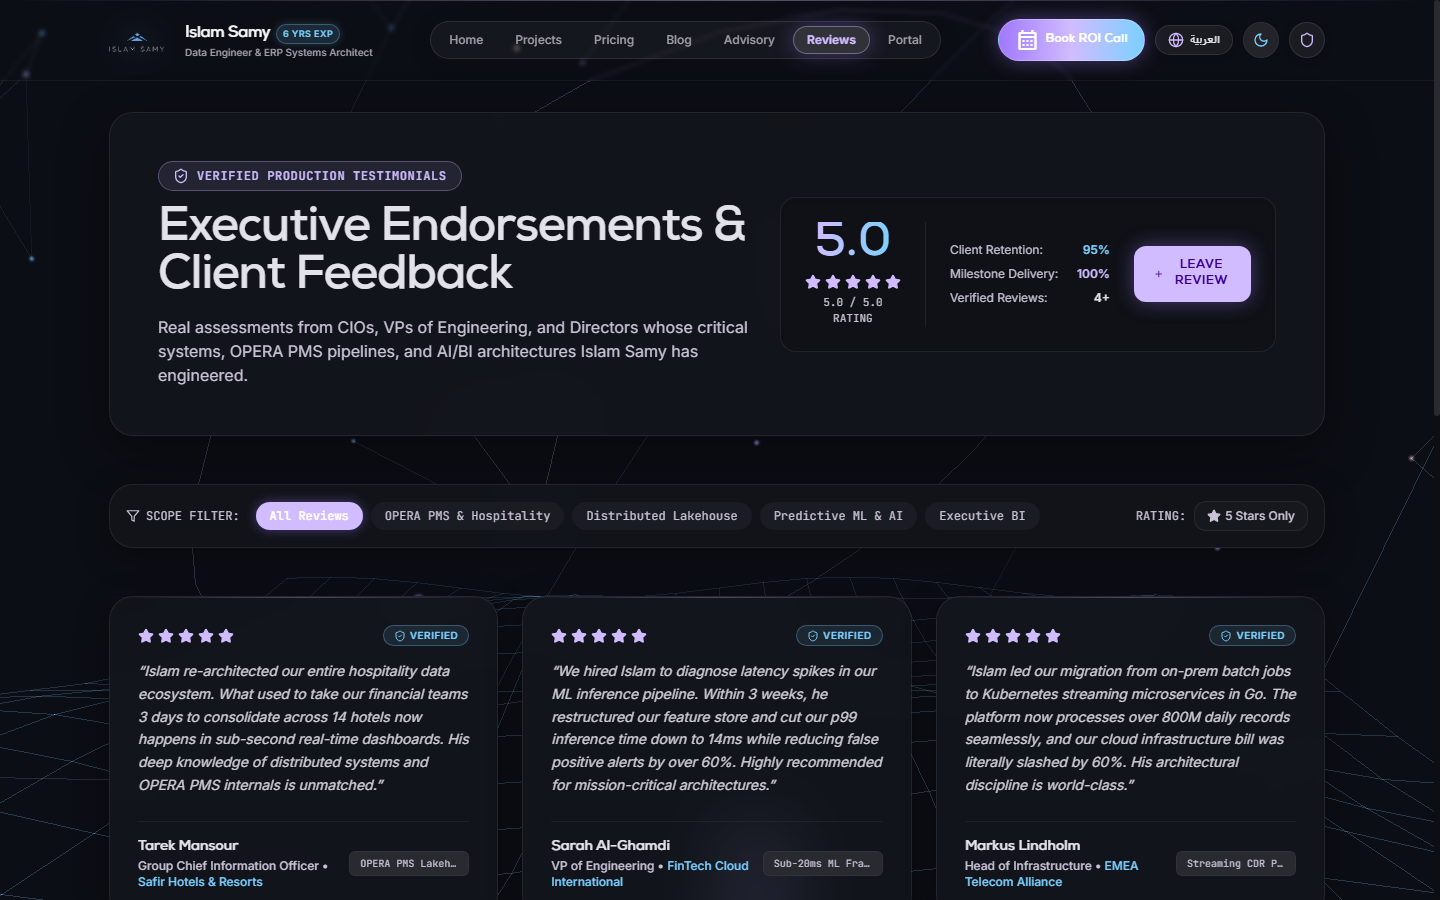 ISLAM SAMY
Islam Samy
6 YRS EXP
Data Engineer & ERP Systems Architect
Home
Projects
Pricing
Blog
Advisory
Reviews
Portal
Book ROI Call
العربية
VERIFIED PRODUCTION TESTIMONIALS
Executive Endorsements &
Client Feedback
Real assessments from CIOs, VPs of Engineering, and Directors whose critical
systems, OPERA PMS pipelines, and AI/BI architectures Islam Samy has
engineered.
5.0
5.0 / 5.0
RATING
Client Retention: 95%
Milestone Delivery: 100%
Verified Reviews: 4+
+ LEAVE
REVIEW
SCOPE FILTER:
All Reviews
OPERA PMS & Hospitality
Distributed Lakehouse
Predictive ML & AI
Executive BI
RATING:
5 Stars Only
VERIFIED
“Islam re-architected our entire hospitality data
ecosystem. What used to take our financial teams
3 days to consolidate across 14 hotels now
happens in sub-second real-time dashboards. His
deep knowledge of distributed systems and
OPERA PMS internals is unmatched.”
Tarek Mansour
Group Chief Information Officer •
Safir Hotels & Resorts
OPERA PMS Lakeh…
VERIFIED
“We hired Islam to diagnose latency spikes in our
ML inference pipeline. Within 3 weeks, he
restructured our feature store and cut our p99
inference time down to 14ms while reducing false
positive alerts by over 60%. Highly recommended
for mission-critical architectures.”
Sarah Al-Ghamdi
VP of Engineering • FinTech Cloud
International
Sub-20ms ML Fra…
VERIFIED
“Islam led our migration from on-prem batch jobs
to Kubernetes streaming microservices in Go. The
platform now processes over 800M daily records
seamlessly, and our cloud infrastructure bill was
literally slashed by 60%. His architectural
discipline is world-class.”
Markus Lindholm
Head of Infrastructure • EMEA
Telecom Alliance
Streaming CDR P…